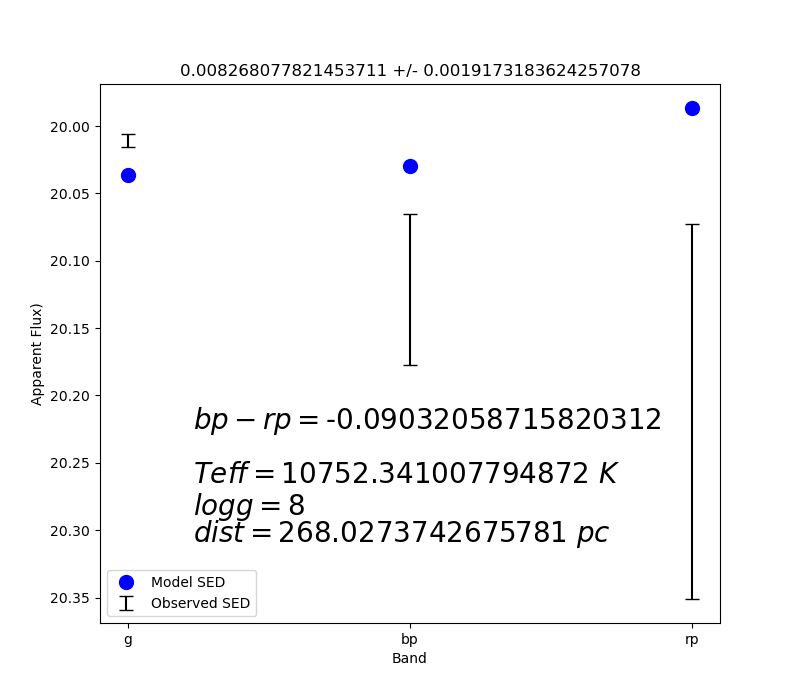 0.008268077821453711 +/- 0.0019173183624257078
20.00
20.05
20.10
20.15
20.20
20.25
20.30
20.35
Apparent Flux)
bp − rp = -0.09032058715820312
Teff = 10752.341007794872 K
logg = 8
dist = 268.0273742675781 pc
Model SED
Observed SED
g
bp
rp
Band